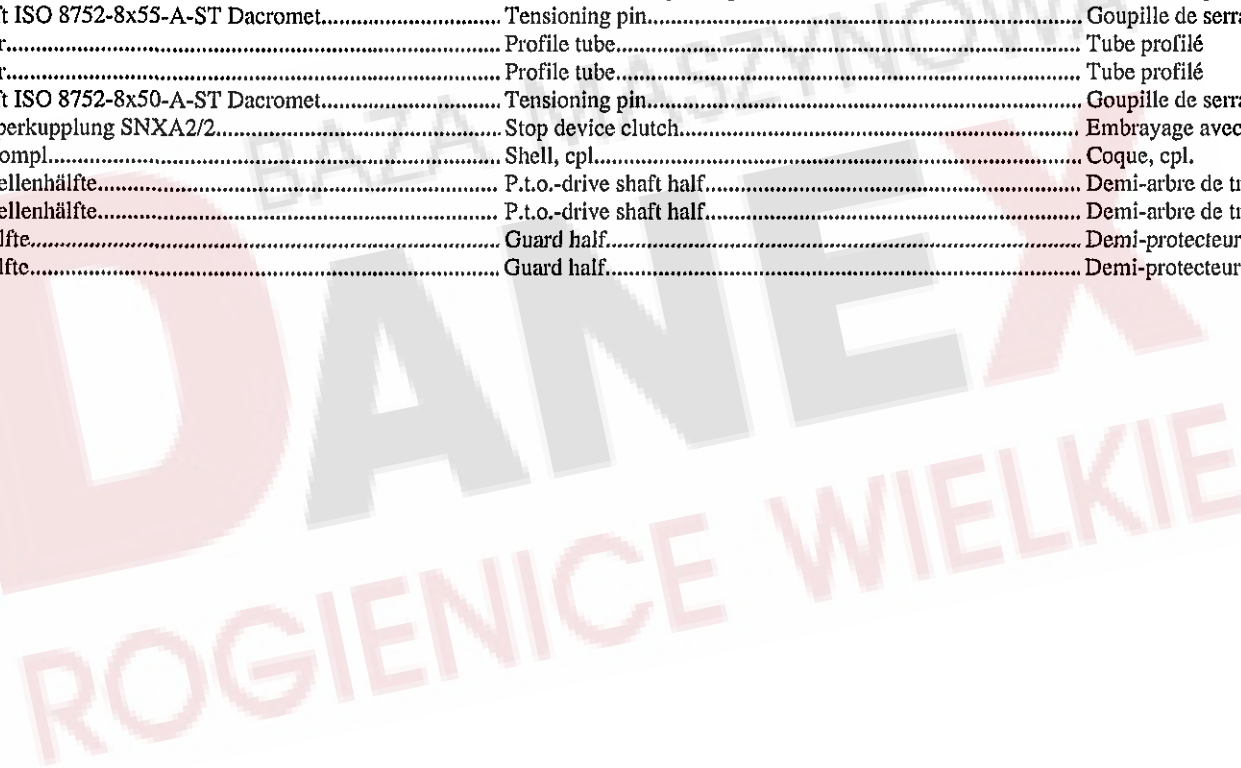 t ISO 8752-8x55-A-ST Dacromet............................................ Tensioning pin............................................................................................ Goupille de serra
r............................................................................................................ Profile tube.................................................................................................. Tube profilé
r............................................................................................................ Profile tube.................................................................................................. Tube profilé
t ISO 8752-8x50-A-ST Dacromet............................................ Tensioning pin............................................................................................ Goupille de serra
perkupplung SNXA2/2................................................................ Stop device clutch....................................................................................... Embrayage avec
ompl................................................................................................... Shell, cpl....................................................................................................... Coque, cpl.
ellenhälfte......................................................................................... P.t.o.-drive shaft half................................................................................. Demi-arbre de tr
ellenhälfte......................................................................................... P.t.o.-drive shaft half................................................................................. Demi-arbre de tr
lfte...................................................................................................... Guard half..................................................................................................... Demi-protecteur
lfte...................................................................................................... Guard half..................................................................................................... Demi-protecteur
BAZA MASZYNOWA
DANEX
ROGIENICE WIELKIE